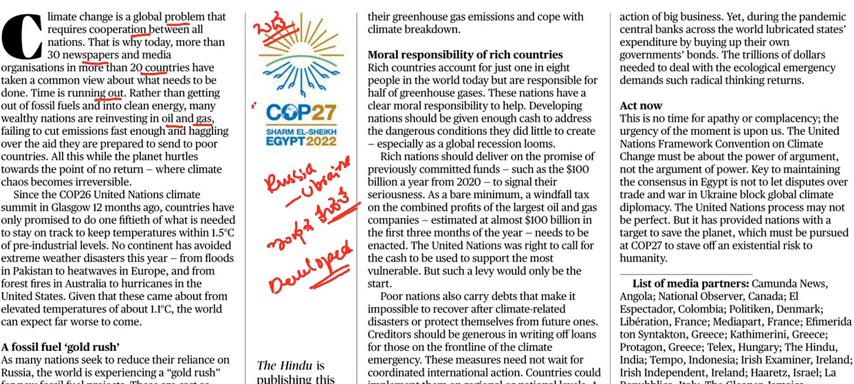 Climate change is a global problem that
requires cooperation between all
nations. That is why today, more than
30 newspapers and media
organisations in more than 20 countries have
taken a common view about what needs to be
done. Time is running out. Rather than getting
out of fossil fuels and into clean energy, many
wealthy nations are reinvesting in oil and gas,
failing to cut emissions fast enough and haggling
over the aid they are prepared to send to poor
countries. All this while the planet hurtles
towards the point of no return – where climate
chaos becomes irreversible.
Since the COP26 United Nations climate
summit in Glasgow 12 months ago, countries have
only promised to do one fiftieth of what is needed
to stay on track to keep temperatures within 1.5°C
of pre-industrial levels. No continent has avoided
extreme weather disasters this year – from floods
in Pakistan to heatwaves in Europe, and from
forest fires in Australia to hurricanes in the
United States. Given that these came about from
elevated temperatures of about 1.1°C, the world
can expect far worse to come.
A fossil fuel ‘gold rush’
As many nations seek to reduce their reliance on
Russia, the world is experiencing a “gold rush”
COP27
SHARM EL-SHEIKH
EGYPT 2022
Russia
– Ukraine
Developed
The Hindu is
publishing this
their greenhouse gas emissions and cope with
climate breakdown.
Moral responsibility of rich countries
Rich countries account for just one in eight
people in the world today but are responsible for
half of greenhouse gases. These nations have a
clear moral responsibility to help. Developing
nations should be given enough cash to address
the dangerous conditions they did little to create
– especially as a global recession looms.
Rich nations should deliver on the promise of
previously committed funds – such as the $100
billion a year from 2020 – to signal their
seriousness. As a bare minimum, a windfall tax
on the combined profits of the largest oil and gas
companies – estimated at almost $100 billion in
the first three months of the year – needs to be
enacted. The United Nations was right to call for
the cash to be used to support the most
vulnerable. But such a levy would only be the
start.
Poor nations also carry debts that make it
impossible to recover after climate-related
disasters or protect themselves from future ones.
Creditors should be generous in writing off loans
for those on the frontline of the climate
emergency. These measures need not wait for
coordinated international action. Countries could
action of big business. Yet, during the pandemic
central banks across the world lubricated states’
expenditure by buying up their own
governments’ bonds. The trillions of dollars
needed to deal with the ecological emergency
demand such radical thinking returns.
Act now
This is no time for apathy or complacency; the
urgency of the moment is upon us. The United
Nations Framework Convention on Climate
Change must be about the power of argument,
not the argument of power. Key to maintaining
the consensus in Egypt is not to let disputes over
trade and war in Ukraine block global climate
diplomacy. The United Nations process may not
be perfect. But it has provided nations with a
target to save the planet, which must be pursued
at COP27 to stave off an existential risk to
humanity.
List of media partners: Camunda News,
Angola; National Observer, Canada; El
Espectador, Colombia; Politiken, Denmark;
Libération, France; Mediapart, France; Efimerida
ton Syntakton, Greece; Kathimerini, Greece;
Protagon, Greece; Telex, Hungary; The Hindu,
India; Tempo, Indonesia; Irish Examiner, Ireland;
Irish Independent, Ireland; Haaretz, Israel; La